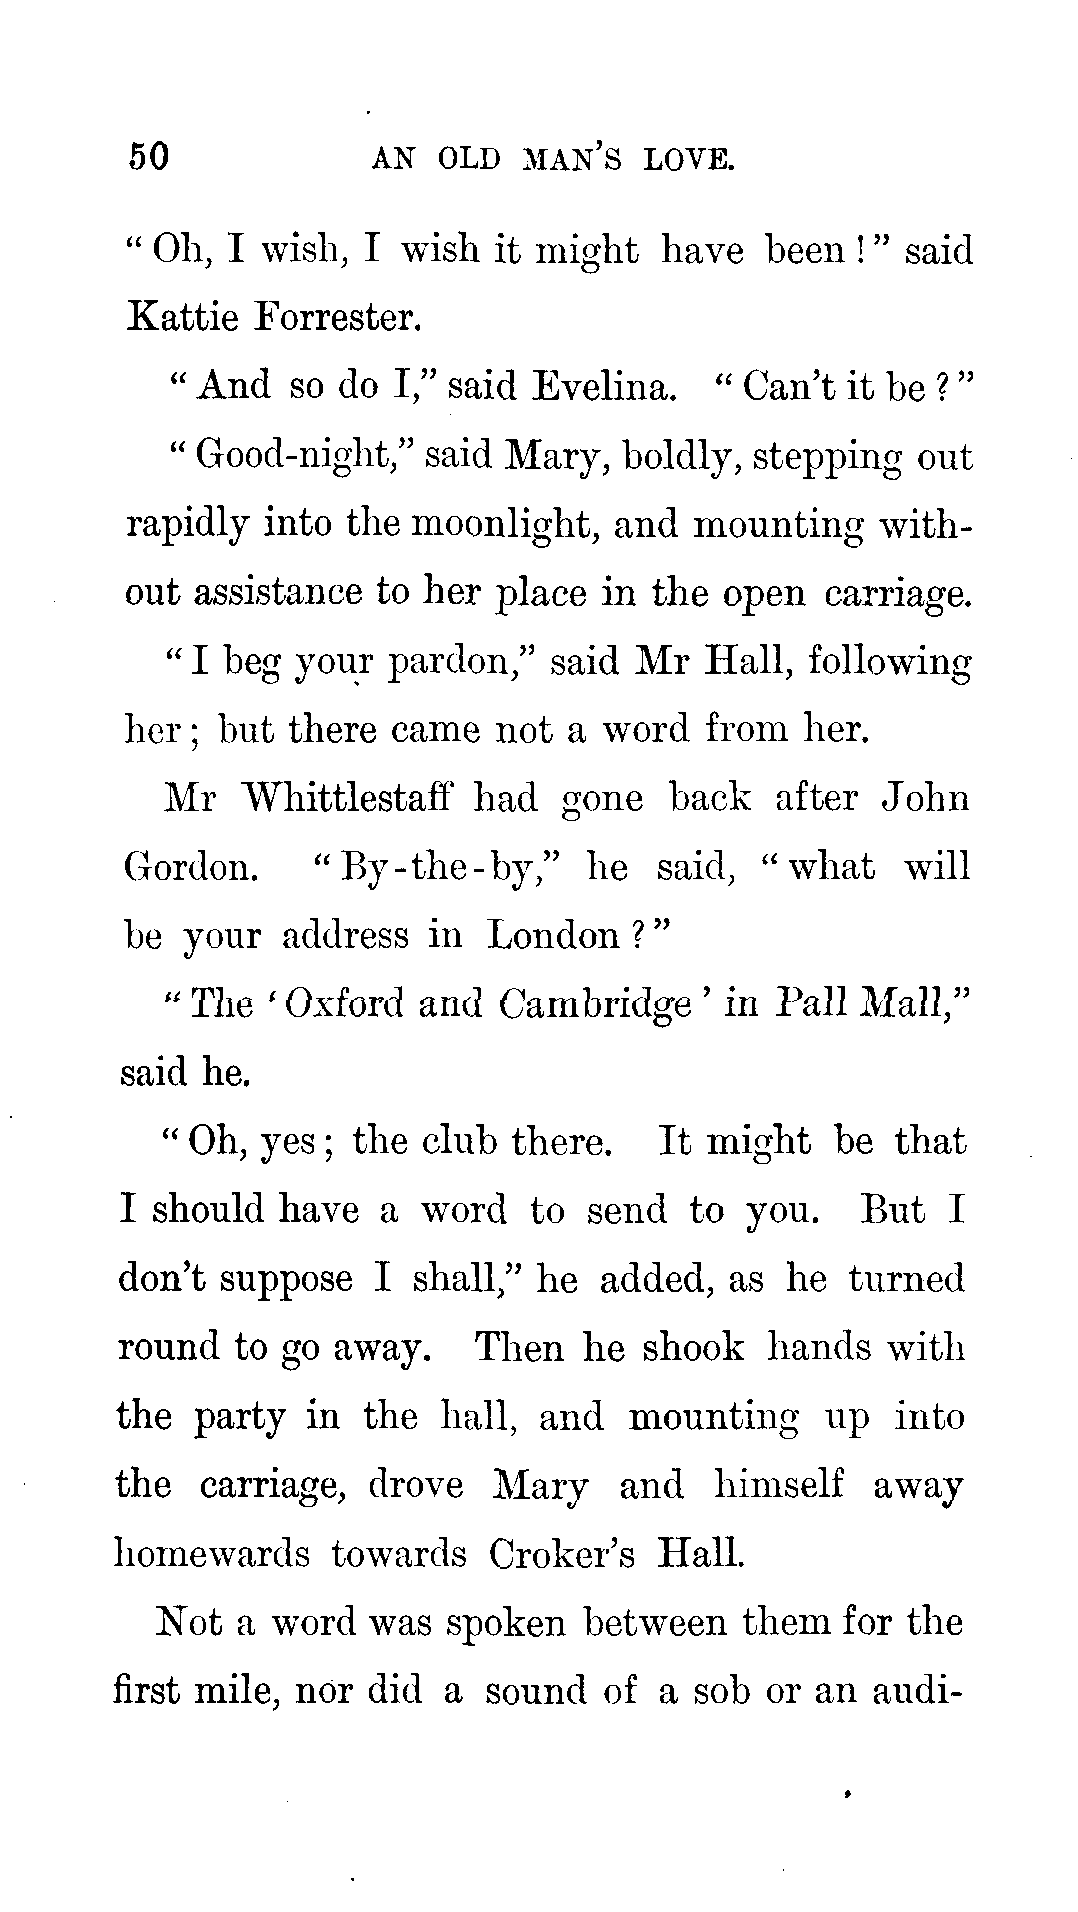 50 AN OLD MAN'S LOVE.
“ Oh, I wish, I wish it might have been ! ” said
Kattie Forrester.
“ And so do I,” said Evelina. “ Can't it be ? ”
“ Good-night,” said Mary, boldly, stepping out
rapidly into the moonlight, and mounting with-
out assistance to her place in the open carriage.
“ I beg your pardon,” said Mr Hall, following
her ; but there came not a word from her.
Mr Whittlestaff had gone back after John
Gordon. “ By-the-by,” he said, “ what will
be your address in London ? ”
“ The ‘ Oxford and Cambridge ’ in Pall Mall,”
said he.
“ Oh, yes ; the club there. It might be that
I should have a word to send to you. But I
don't suppose I shall,” he added, as he turned
round to go away. Then he shook hands with
the party in the hall, and mounting up into
the carriage, drove Mary and himself away
homewards towards Croker's Hall.
Not a word was spoken between them for the
first mile, nor did a sound of a sob or an audi-